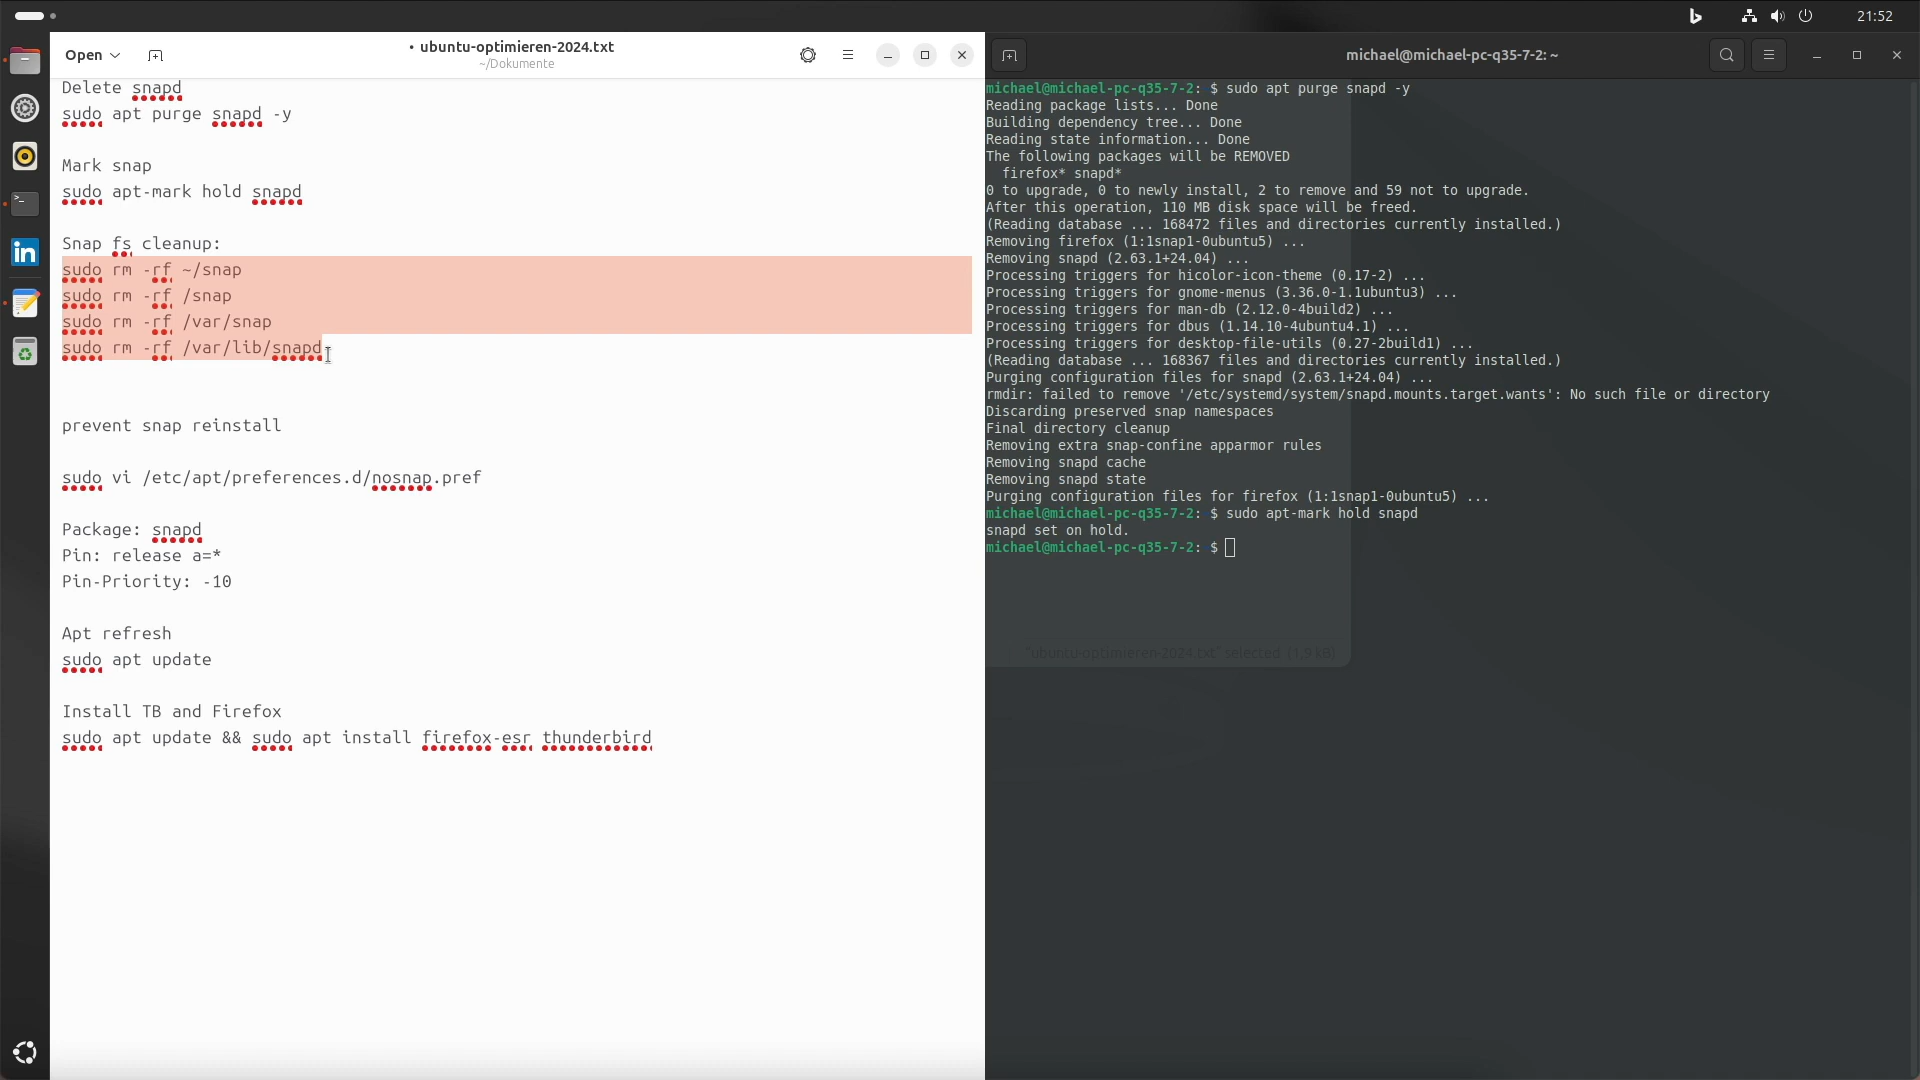 21:52
Open
• ubuntu-optimieren-2024.txt
~/Dokumente
Delete snapd
sudo apt purge snapd -y
Mark snap
sudo apt-mark hold snapd
Snap fs cleanup:
sudo rm -rf ~/snap
sudo rm -rf /snap
sudo rm -rf /var/snap
sudo rm -rf /var/lib/snapd
prevent snap reinstall
sudo vi /etc/apt/preferences.d/nosnap.pref
Package: snapd
Pin: release a=*
Pin-Priority: -10
Apt refresh
sudo apt update
Install TB and Firefox
sudo apt update && sudo apt install firefox-esr thunderbird
michael@michael-pc-q35-7-2: ~
michael@michael-pc-q35-7-2: $ sudo apt purge snapd -y
Reading package lists... Done
Building dependency tree... Done
Reading state information... Done
The following packages will be REMOVED
firefox* snapd*
0 to upgrade, 0 to newly install, 2 to remove and 59 not to upgrade.
After this operation, 110 MB disk space will be freed.
(Reading database ... 168472 files and directories currently installed.)
Removing firefox (1:1snap1-0ubuntu5) ...
Removing snapd (2.63.1+24.04) ...
Processing triggers for hicolor-icon-theme (0.17-2) ...
Processing triggers for gnome-menus (3.36.0-1.1ubuntu3) ...
Processing triggers for man-db (2.12.0-4build2) ...
Processing triggers for dbus (1.14.10-4ubuntu4.1) ...
Processing triggers for desktop-file-utils (0.27-2build1) ...
(Reading database ... 168367 files and directories currently installed.)
Purging configuration files for snapd (2.63.1+24.04) ...
rmdir: failed to remove '/etc/systemd/system/snapd.mounts.target.wants': No such file or directory
Discarding preserved snap namespaces
Final directory cleanup
Removing extra snap-confine apparmor rules
Removing snapd cache
Removing snapd state
Purging configuration files for firefox (1:1snap1-0ubuntu5) ...
michael@michael-pc-q35-7-2: $ sudo apt-mark hold snapd
snapd set on hold.
michael@michael-pc-q35-7-2: $
"ubuntu-optimieren-2024.txt" selected (1,9 kB)
in